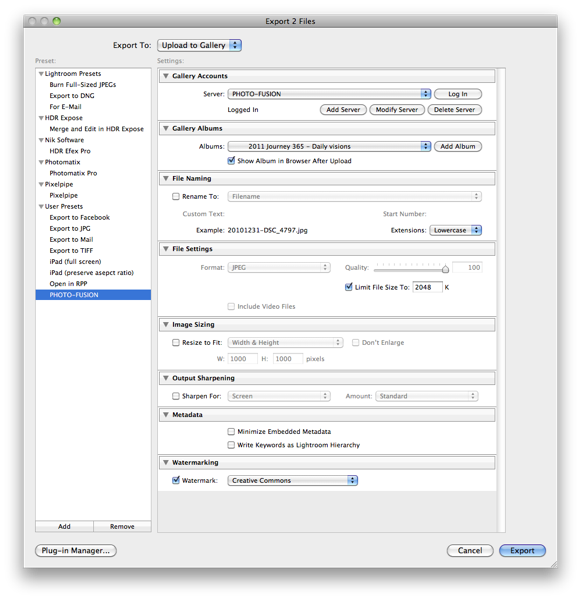 Export 2 Files
Export To: Upload to Gallery
Preset:
Lightroom Presets
Burn Full-Sized JPEGs
Export to DNG
For E-Mail
HDR Expose
Merge and Edit in HDR Expose
Nik Software
HDR Efex Pro
Photomatix
Photomatix Pro
Pixelpipe
Pixelpipe
User Presets
Export to Facebook
Export to JPG
Export to Mail
Export to TIFF
iPad (full screen)
iPad (preserve asepct ratio)
Open in RPP
PHOTO-FUSION
Add Remove
Plug-in Manager...
Settings:
Gallery Accounts
Server: PHOTO-FUSION Log In
Logged In Add Server Modify Server Delete Server
Gallery Albums
Albums: 2011 Journey 365 - Daily visions Add Album
Show Album in Browser After Upload
File Naming
Rename To: Filename
Custom Text: Start Number:
Example: 20101231-DSC_4797.jpg Extensions: Lowercase
File Settings
Format: JPEG Quality: 100
Limit File Size To: 2048 K
Include Video Files
Image Sizing
Resize to Fit: Width & Height Don't Enlarge
W: 1000 H: 1000 pixels
Output Sharpening
Sharpen For: Screen Amount: Standard
Metadata
Minimize Embedded Metadata
Write Keywords as Lightroom Hierarchy
Watermarking
Watermark: Creative Commons
Cancel Export